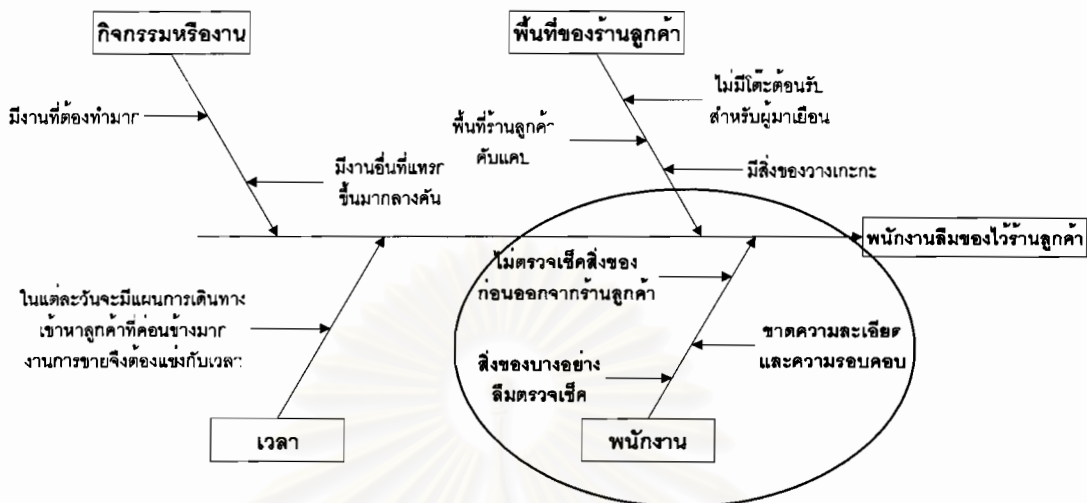 กิจกรรมหรืองาน
พื้นที่ของร้านลูกค้า
มีงานที่ต้องทำมาก
มีงานอื่นที่แทรก
ขึ้นมากลางคัน
ไม่มีโต๊ะต้อนรับ
สำหรับผู้มาเยือน
พื้นที่ร้านลูกค้า
คับแคบ
มีสิ่งของวางเกะกะ
พนักงานลืมของไว้ร้านลูกค้า
ในแต่ละวันจะมีแผนการเดินทาง
เข้าหาลูกค้าที่ค่อนข้างมาก
งานการขายจึงต้องแข่งกับเวลา
ไม่ตรวจเช็คสิ่งของ
ก่อนออกจากร้านลูกค้า
ขาดความละเอียด
และความรอบคอบ
สิ่งของบางอย่าง
ลืมตรวจเช็ค
เวลา
พนักงาน